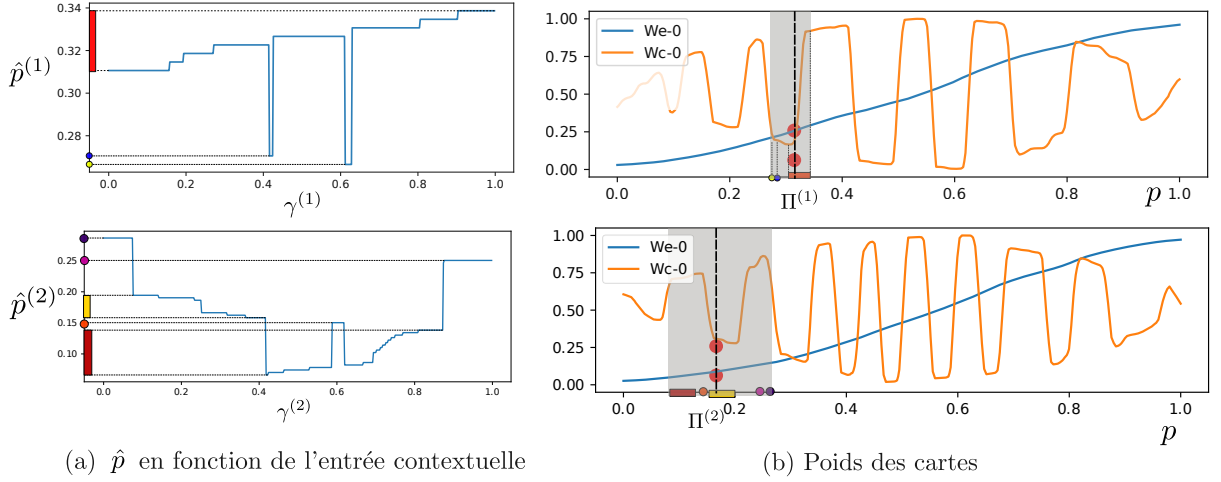 0.34
0.32
0.30
0.28
p̂⁽¹⁾
0.0 0.2 0.4 0.6 0.8 1.0
γ⁽¹⁾
1.00
0.75
0.50
0.25
0.00
We-0
Wc-0
0.0 0.2 0.4 0.6 0.8 1.0
Π⁽¹⁾
p
0.25
0.20
0.15
0.10
p̂⁽²⁾
0.0 0.2 0.4 0.6 0.8 1.0
γ⁽²⁾
1.00
0.75
0.50
0.25
0.00
We-0
Wc-0
0.0 0.2 0.4 0.6 0.8 1.0
Π⁽²⁾
p
(a) p̂ en fonction de l'entrée contextuelle
(b) Poids des cartes